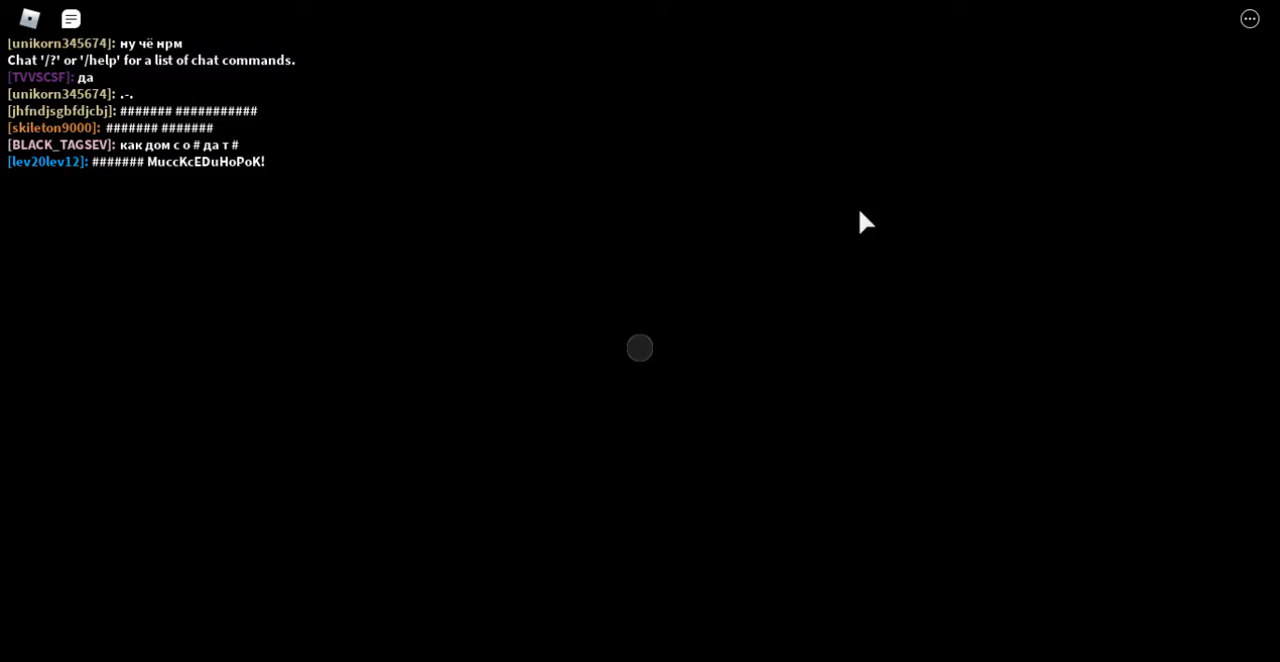 [unikorn345674]: ну чё нрм
Chat '/?' or '/help' for a list of chat commands.
[TVVSCSF]: да
[unikorn345674]: .-.
[jhfndjsgbfdjcbj]: ####### ###########
[skileton9000]: ####### #######
[BLACK_TAGSEV]: как дом с о # да т #
[lev20lev12]: ####### MuccKcEDuHoPoK!